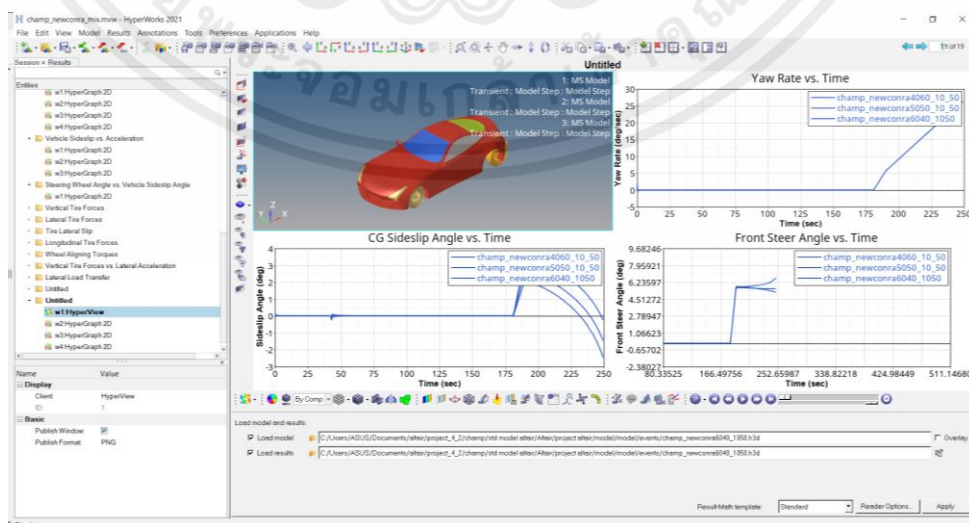 champ_newconra_mix.mvw - HyperWorks 2021
File Edit View Model Results Annotations Tools Preferences Applications Help
19 of 19
Session × Results
Untitled
Entities
w1:HyperGraph 2D
w2:HyperGraph 2D
w3:HyperGraph 2D
w4:HyperGraph 2D
Vehicle Sideslip vs. Acceleration
w1:HyperGraph 2D
w2:HyperGraph 2D
w3:HyperGraph 2D
Steering Wheel Angle vs. Vehicle Sideslip Angle
w1:HyperGraph 2D
Vertical Tire Forces
Lateral Tire Forces
Tire Lateral Slip
Longitudinal Tire Forces
Wheel Aligning Torques
Vertical Tire Forces vs. Lateral Acceleration
Lateral Load Transfer
Untitled
Untitled
w1:HyperView
w2:HyperGraph 2D
w3:HyperGraph 2D
w4:HyperGraph 2D
Name Value
Display
Client HyperView
ID 1
Basic
Publish Window
Publish Format PNG
1: MS Model
Transient : Model Step : Model Step
2: MS Model
Transient : Model Step : Model Step
3: MS Model
Transient : Model Step : Model Step
Z
Y X
Yaw Rate vs. Time
champ_newconra4060_10_50
champ_newconra5050_10_50
champ_newconra6040_1050
Yaw Rate (deg/sec)
30
25
20
15
10
5
0
-5
0 25 50 75 100 125 150 175 200 225 250
Time (sec)
CG Sideslip Angle vs. Time
champ_newconra4060_10_50
champ_newconra5050_10_50
champ_newconra6040_1050
Sideslip Angle (deg)
4
3
2
1
0
-1
-2
-3
0 25 50 75 100 125 150 175 200 225 250
Time (sec)
Front Steer Angle vs. Time
champ_newconra4060_10_50
champ_newconra5050_10_50
champ_newconra6040_1050
Front Steer Angle (deg)
9.68246
7.95921
6.23597
4.51272
2.78947
1.06623
-0.65702
-2.38027
80.33525 166.49756 252.65987 338.82218 424.98449 511.14680
Time (sec)
By Comp
Load model and results:
Load model C:/Users/ASUS/Documents/altair/project_4_2/champ/std model altair/Altair/project altair/model/model/events/champ_newconra6040_1050.h3d
Overlay
Load results C:/Users/ASUS/Documents/altair/project_4_2/champ/std model altair/Altair/project altair/model/model/events/champ_newconra6040_1050.h3d
Result-Math template: Standard Reader Options... Apply